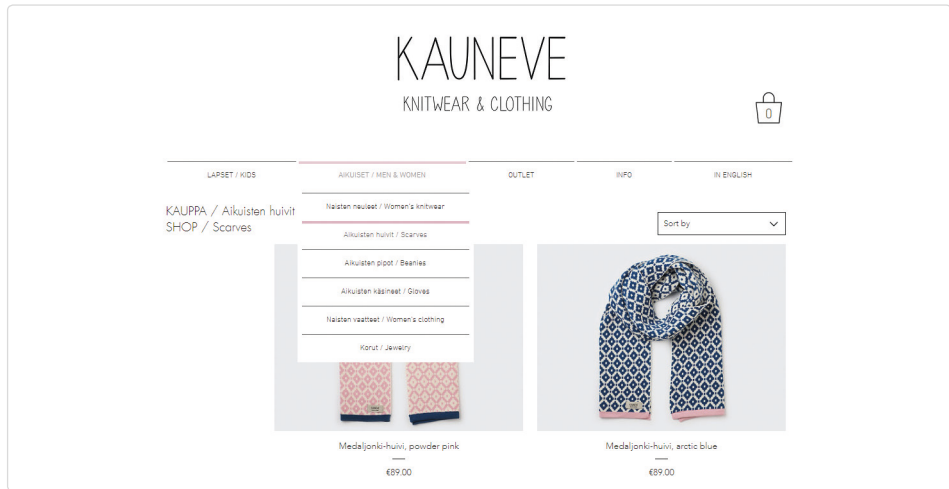 KAUNEVE
KNITWEAR & CLOTHING
0
LAPSET / KIDS
AIKUISET / MEN & WOMEN
OUTLET
INFO
IN ENGLISH
Naisten neuleet / Women's knitwear
Aikuisten huivit / Scarves
Aikuisten pipot / Beanies
Aikuisten käsineet / Gloves
Naisten vaatteet / Women's clothing
Korut / Jewelry
KAUPPA / Aikuisten huivit
SHOP / Scarves
Sort by
Medaljonki-huivi, powder pink
€89.00
Medaljonki-huivi, arctic blue
€89.00